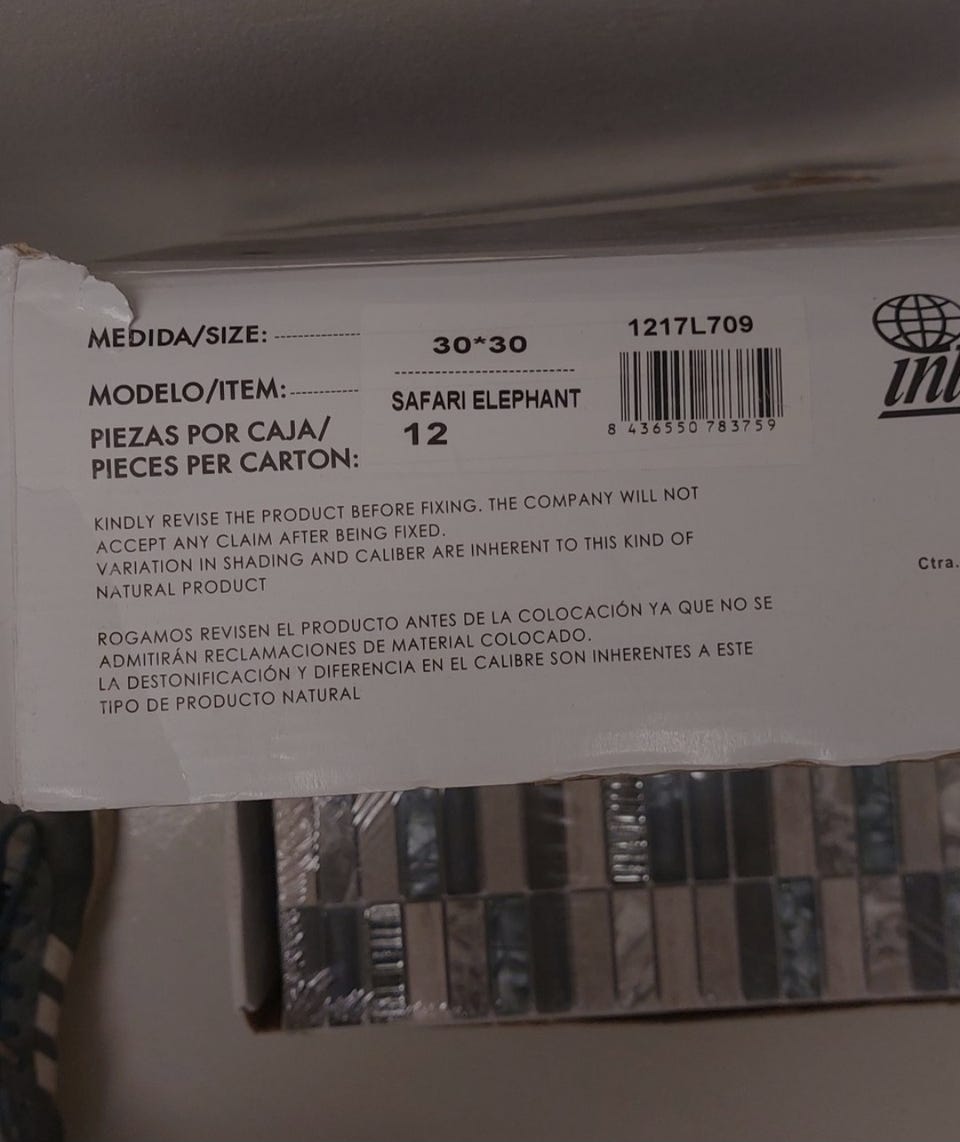 MEDIDA/SIZE:
30*30
1217L709
MODELO/ITEM:
SAFARI ELEPHANT
8 436550 783759
PIEZAS POR CAJA/
PIECES PER CARTON:
12
KINDLY REVISE THE PRODUCT BEFORE FIXING. THE COMPANY WILL NOT
ACCEPT ANY CLAIM AFTER BEING FIXED.
VARIATION IN SHADING AND CALIBER ARE INHERENT TO THIS KIND OF
NATURAL PRODUCT
Ctra.
ROGAMOS REVISEN EL PRODUCTO ANTES DE LA COLOCACIÓN YA QUE NO SE
ADMITIRÁN RECLAMACIONES DE MATERIAL COLOCADO.
LA DESTONIFICACIÓN Y DIFERENCIA EN EL CALIBRE SON INHERENTES A ESTE
TIPO DE PRODUCTO NATURAL